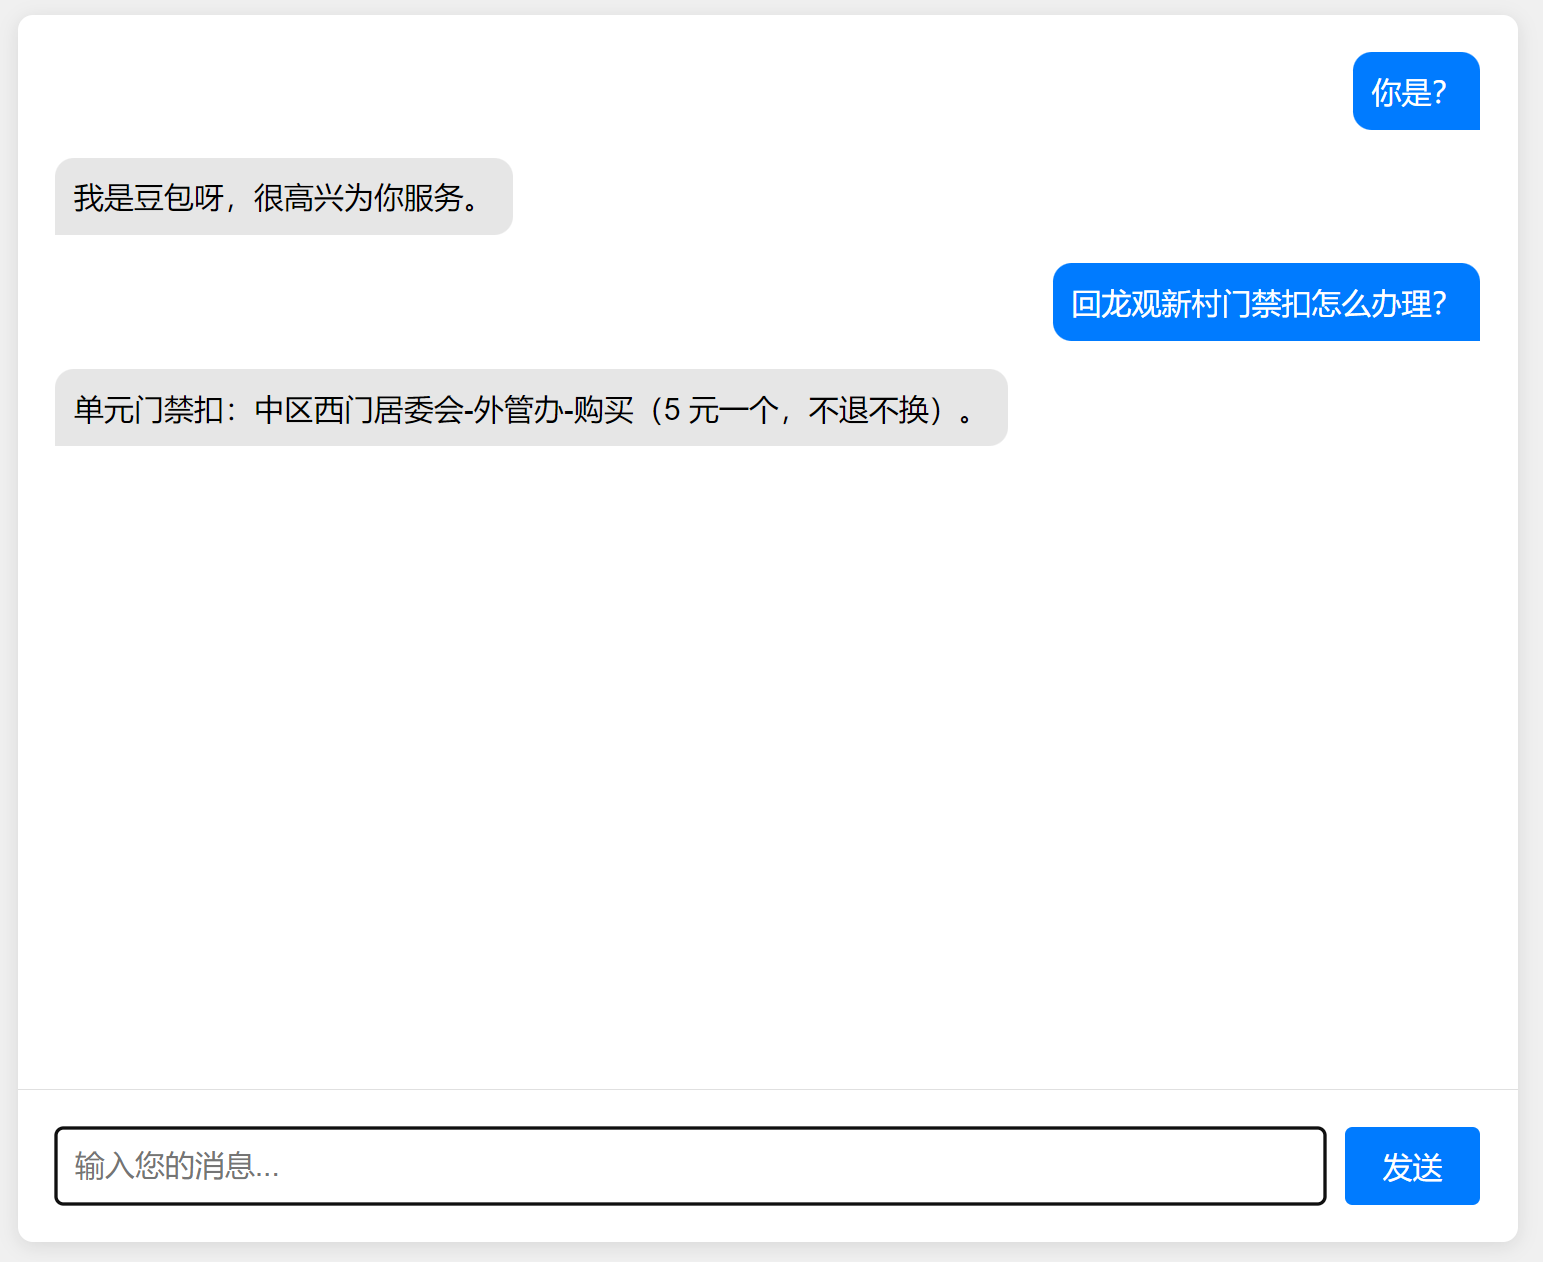 你是？
我是豆包呀，很高兴为你服务。
回龙观新村门禁扣怎么办理？
单元门禁扣：中区西门居委会-外管办-购买（5 元一个，不退不换）。
输入您的消息...
发送